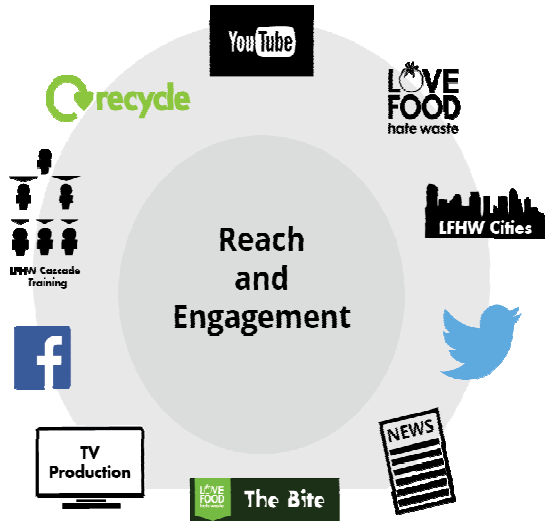 YouTube
recycle
LOVE
FOOD
hate waste
LFHW Cascade
Training
LFHW Cities
Reach
and
Engagement
f
NEWS
TV
Production
LOVE
FOOD
hate waste
The Bite